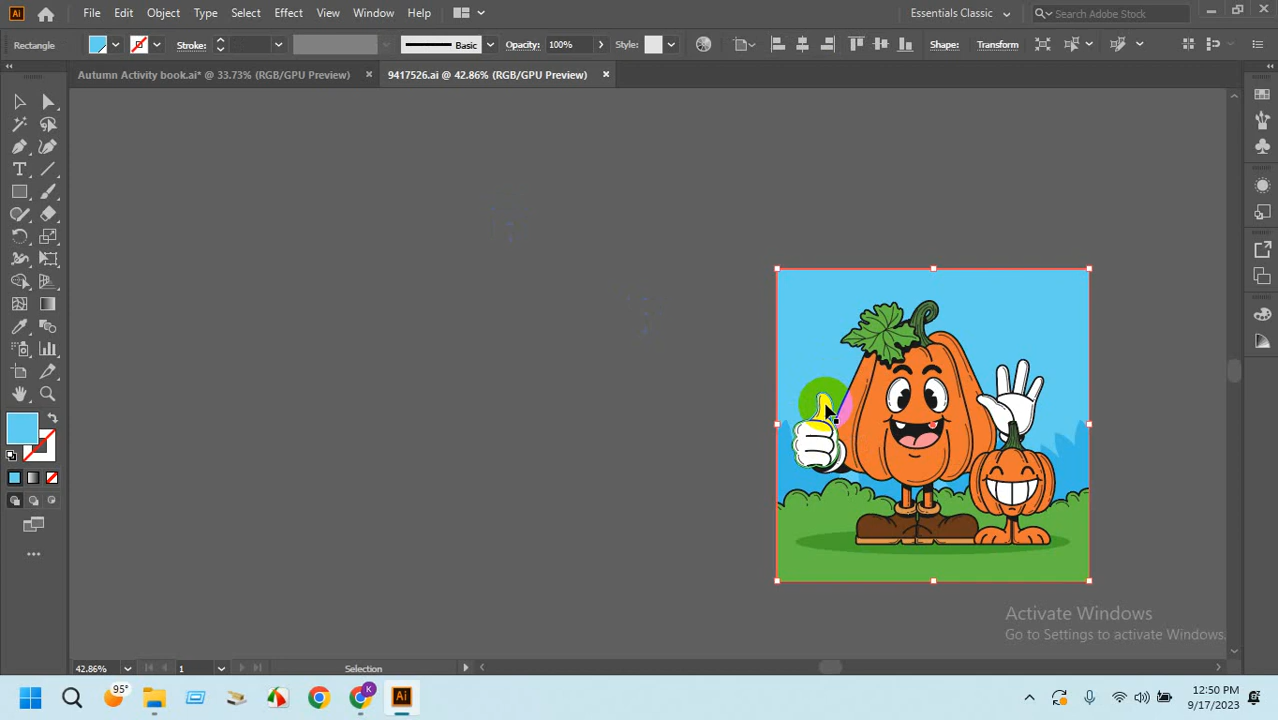 Ai File Edit Object Type Select Effect View Window Help Essentials Classic Search Adobe Stock
Rectangle Stroke: Basic Opacity: 100% Style: Shape: Transform
Autumn Activity book.ai* @ 33.73% (RGB/GPU Preview) 9417526.ai @ 42.86% (RGB/GPU Preview)
T
Activate Windows
Go to Settings to activate Windows.
42.86% 1 Selection
95° K Ai 12:50 PM
9/17/2023